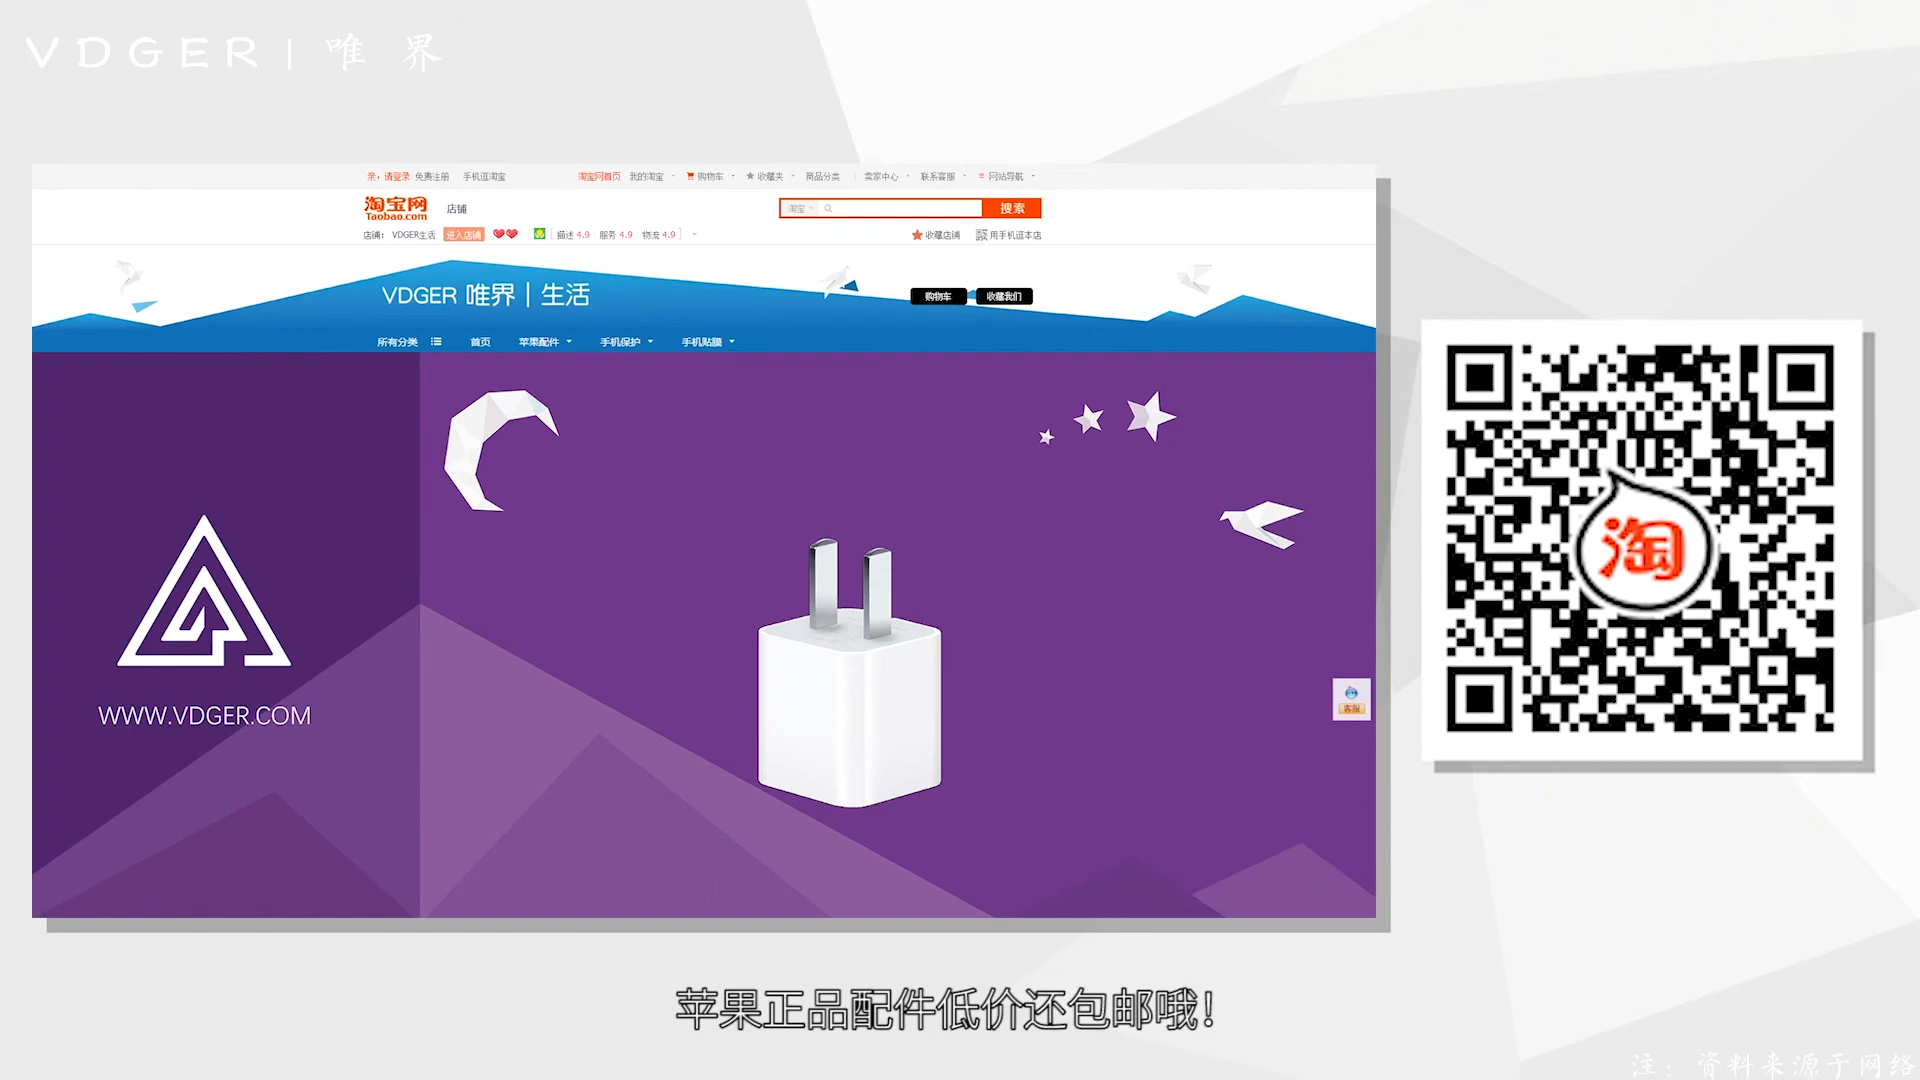 VDGER | 唯 界
亲，请登录 免费注册 手机逛淘宝 淘宝网首页 我的淘宝 购物车 收藏夹 商品分类 卖家中心 联系客服 网站导航
淘宝网 店铺 淘宝 搜索
Taobao.com
店铺： VDGER生活 进入店铺 描述 4.9 服务 4.9 物流 4.9 收藏店铺 用手机逛本店
VDGER 唯界 | 生活 购物车 收藏我们
所有分类 首页 苹果配件 手机保护 手机贴膜
淘
客服
WWW.VDGER.COM
苹果正品配件低价还包邮哦！
注：资料来源于网络